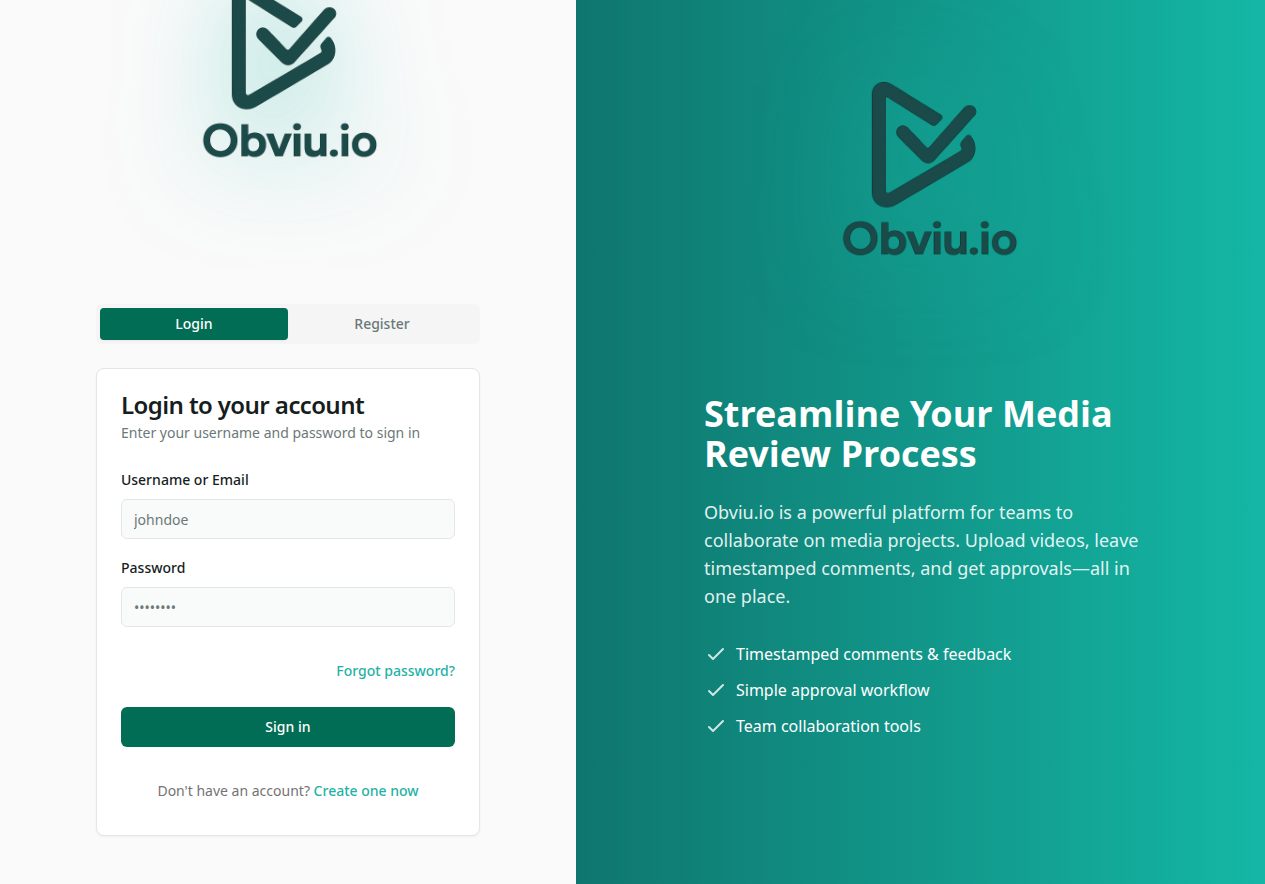 Obviu.io
Login
Register
Login to your account
Enter your username and password to sign in
Username or Email
johndoe
Password
••••••••
Forgot password?
Sign in
Don't have an account? Create one now
Obviu.io
Streamline Your Media
Review Process
Obviu.io is a powerful platform for teams to
collaborate on media projects. Upload videos, leave
timestamped comments, and get approvals—all in
one place.
Timestamped comments & feedback
Simple approval workflow
Team collaboration tools